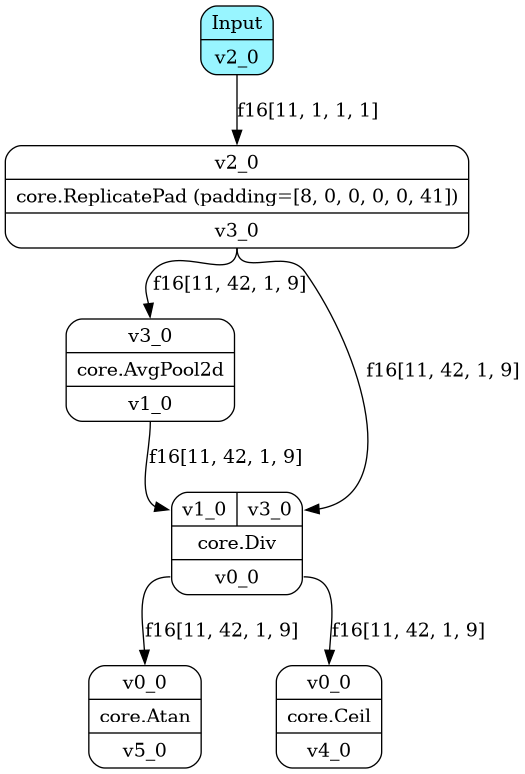 Input
v2_0
f16[11, 1, 1, 1]
v2_0
core.ReplicatePad (padding=[8, 0, 0, 0, 0, 41])
v3_0
f16[11, 42, 1, 9]
v3_0
core.AvgPool2d
v1_0
f16[11, 42, 1, 9]
f16[11, 42, 1, 9]
v1_0 v3_0
core.Div
v0_0
f16[11, 42, 1, 9]
f16[11, 42, 1, 9]
v0_0
core.Atan
v5_0
v0_0
core.Ceil
v4_0